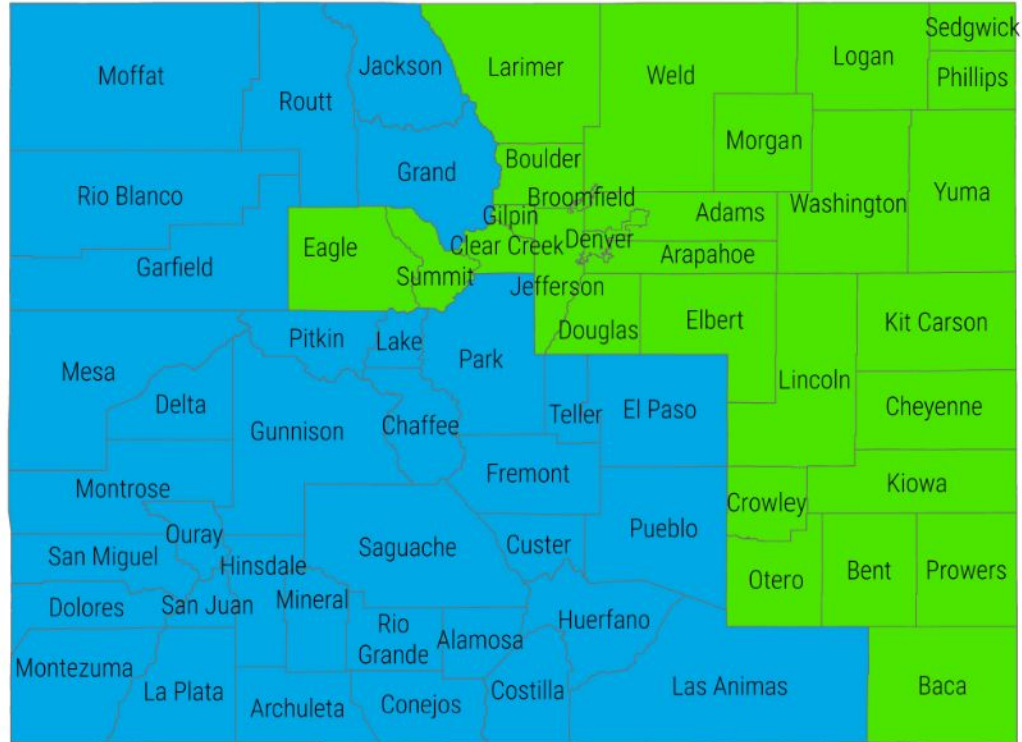 Sedgwick
Logan
Larimer
Weld
Jackson
Moffat
Phillips
Routt
Morgan
Boulder
Grand
Yuma
Rio Blanco
Broomfield
Washington
Adams
Gilpin
Denver
Clear Creek
Eagle
Arapahoe
Garfield
Summit
Jefferson
Elbert
Kit Carson
Douglas
Pitkin
Lake
Park
Mesa
Lincoln
Delta
Cheyenne
El Paso
Teller
Chaffee
Gunnison
Fremont
Kiowa
Montrose
Crowley
Pueblo
Ouray
Custer
Saguache
San Miguel
Hinsdale
Bent
Prowers
Otero
Mineral
San Juan
Dolores
Huerfano
Rio
Grande
Alamosa
Montezuma
La Plata
Costilla
Las Animas
Baca
Conejos
Archuleta